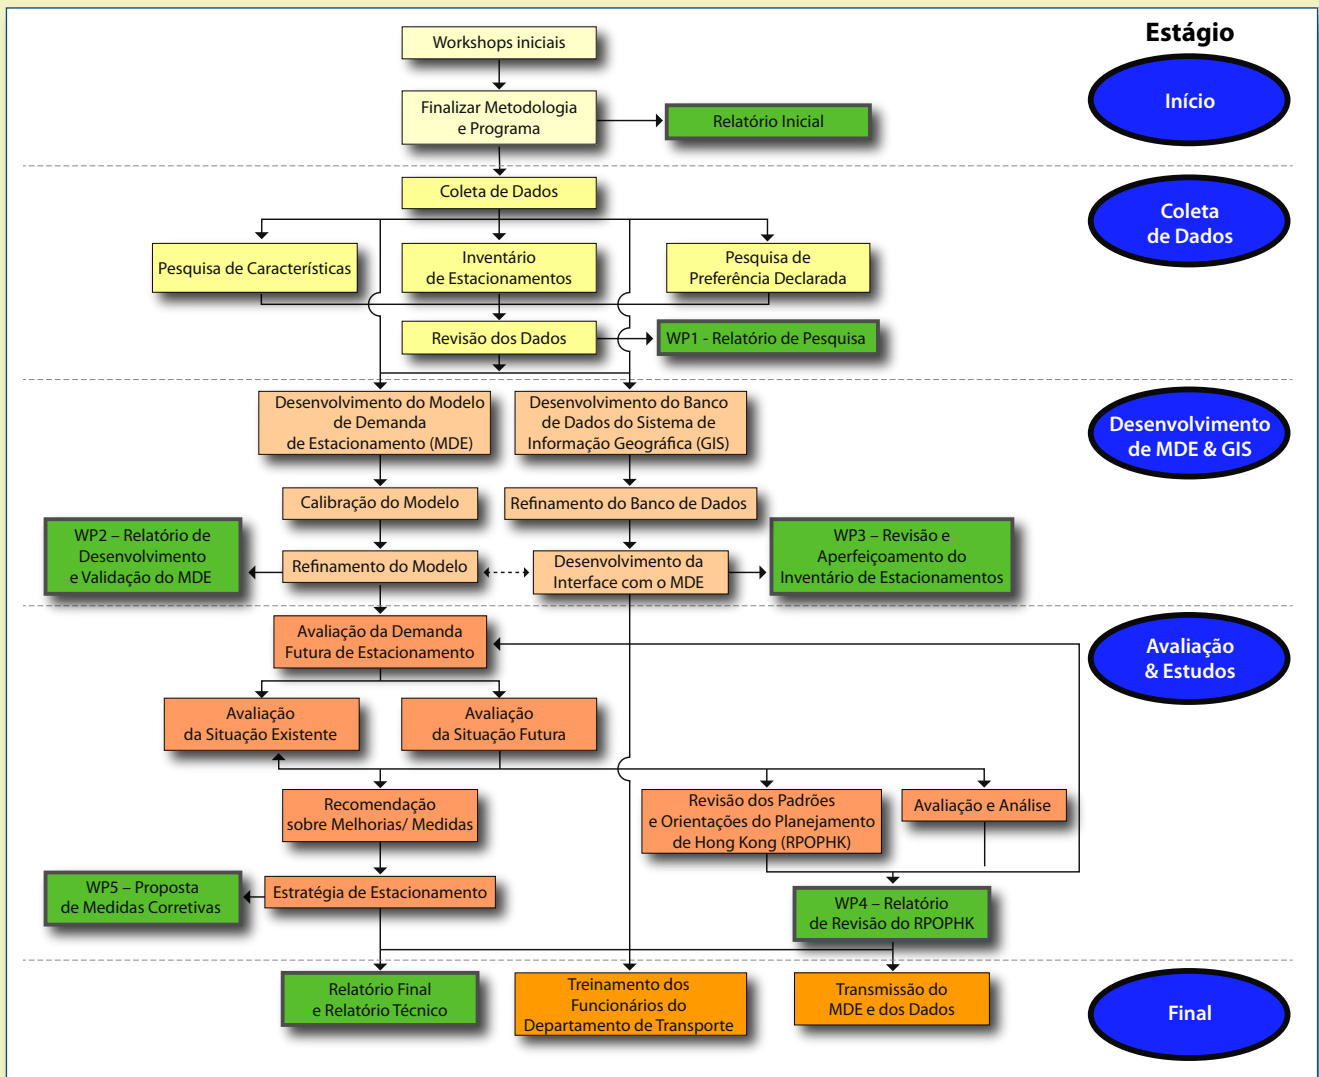 Estágio
Workshops iniciais
Início
Finalizar Metodologia
e Programa
Relatório Inicial
Coleta de Dados
Coleta
de Dados
Pesquisa de Características
Inventário
de Estacionamentos
Pesquisa de
Preferência Declarada
Revisão dos Dados
WP1 - Relatório de Pesquisa
Desenvolvimento do Modelo
de Demanda
de Estacionamento (MDE)
Desenvolvimento do Banco
de Dados do Sistema de
Informação Geográfica (GIS)
Desenvolvimento
de MDE & GIS
Calibração do Modelo
Refinamento do Banco de Dados
WP2 – Relatório de
Desenvolvimento
e Validação do MDE
Refinamento do Modelo
Desenvolvimento da
Interface com o MDE
WP3 – Revisão e
Aperfeiçoamento do
Inventário de Estacionamentos
Avaliação da Demanda
Futura de Estacionamento
Avaliação
& Estudos
Avaliação
da Situação Existente
Avaliação
da Situação Futura
Recomendação
sobre Melhorias/ Medidas
Revisão dos Padrões
e Orientações do Planejamento
de Hong Kong (RPOPHK)
Avaliação e Análise
WP5 – Proposta
de Medidas Corretivas
Estratégia de Estacionamento
WP4 – Relatório
de Revisão do RPOPHK
Relatório Final
e Relatório Técnico
Treinamento dos
Funcionários do
Departamento de Transporte
Transmissão do
MDE e dos Dados
Final